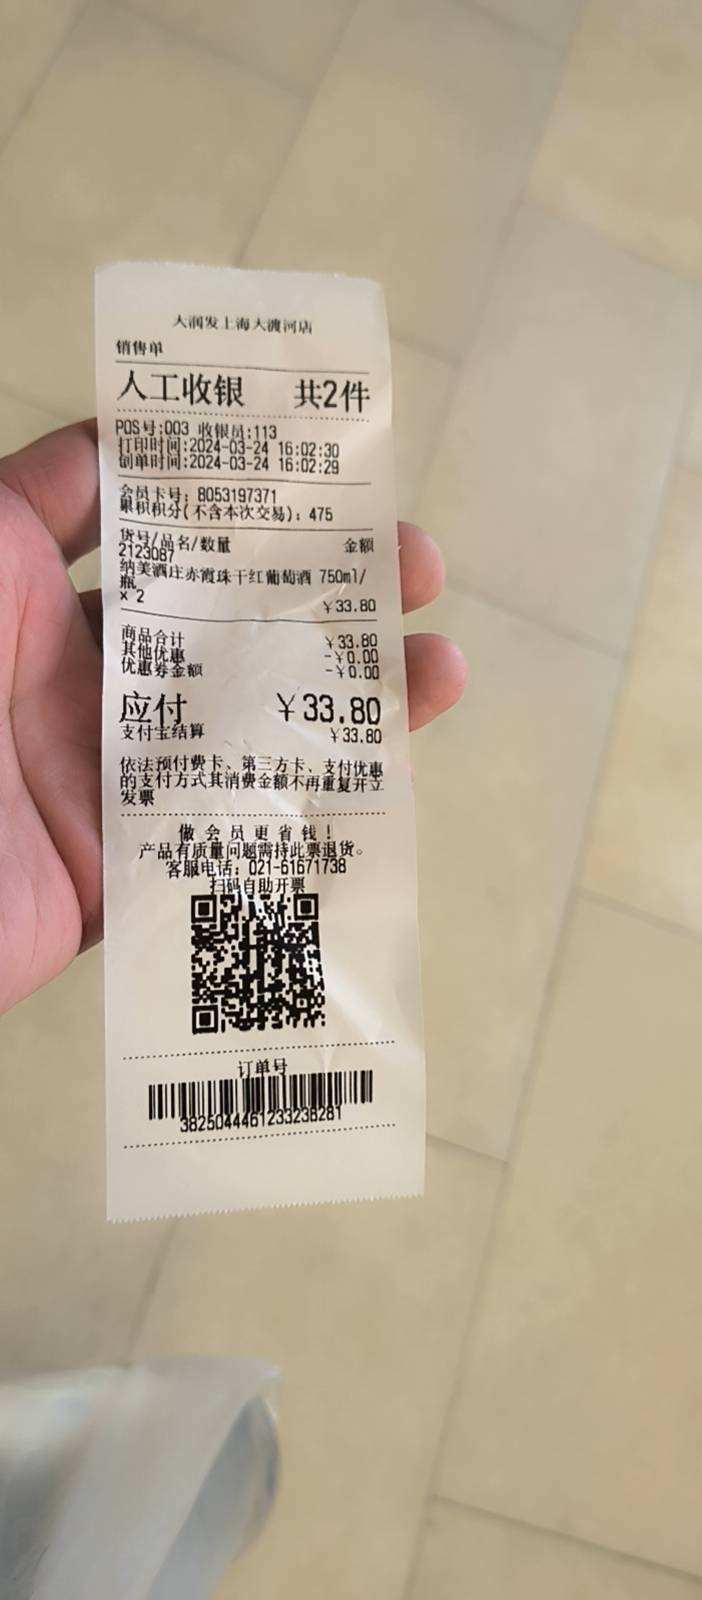 大润发上海大渡河店
销售单
人工收银 共2件
POS号:003 收银员:113
打印时间:2024-03-24 16:02:30
创单时间:2024-03-24 16:02:29
会员卡号: 8053197371
累积积分(不含本次交易): 475
货号/品名/数量 金额
2123087
纳美酒庄赤霞珠干红葡萄酒 750ml/
瓶
× 2 ￥33.80
商品合计 ￥33.80
其他优惠 -￥0.00
优惠券金额 -￥0.00
应付 ￥33.80
支付宝结算 ￥33.80
依法预付费卡、第三方卡、支付优惠
的支付方式其消费金额不再重复开立
发票
做会员更省钱!
产品有质量问题需持此票退货。
客服电话: 021-61671738
扫码自助开票
订单号
3825044461233238281